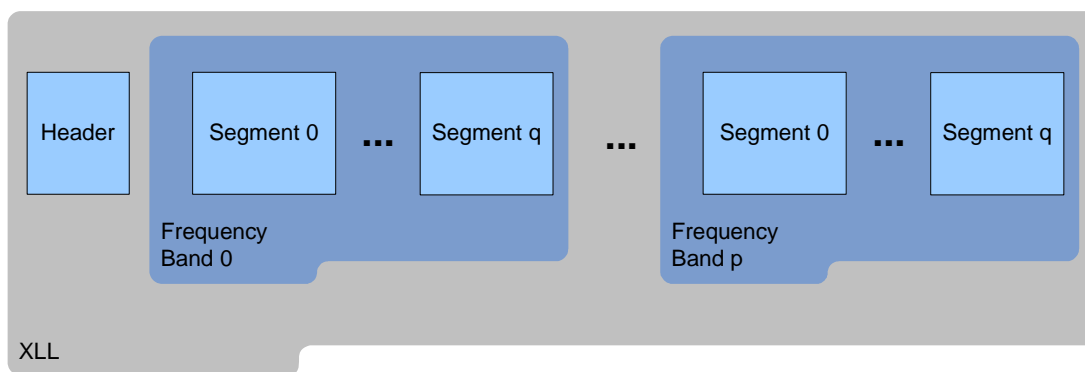 Header
Segment 0
...
Segment q
...
Segment 0
...
Segment q
Frequency
Band 0
Frequency
Band p
XLL